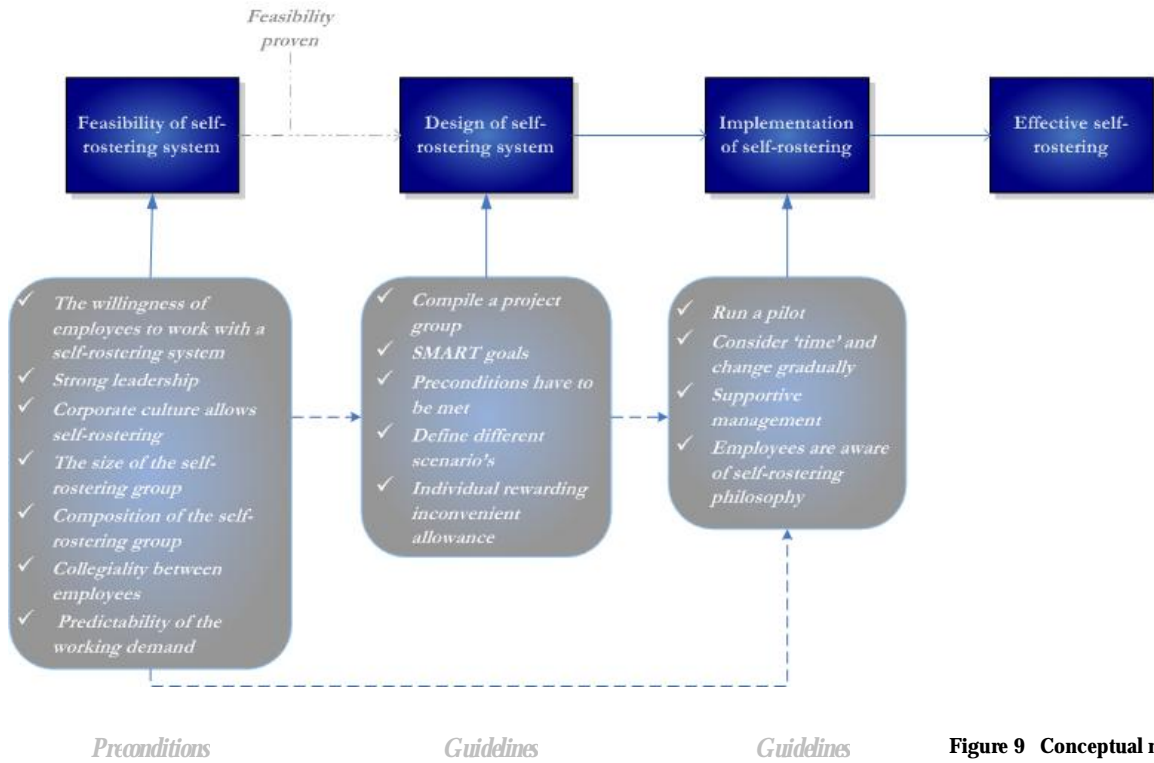 Feasibility
proven
Feasibility of self-
rostering system
Design of self-
rostering system
Implementation
of self-rostering
Effective self-
rostering
✓ The willingness of
employees to work with a
self-rostering system
✓ Strong leadership
✓ Corporate culture allows
self-rostering
✓ The size of the self-
rostering group
✓ Composition of the self-
rostering group
✓ Collegiality between
employees
✓ Predictability of the
working demand
✓ Compile a project
group
✓ SMART goals
✓ Preconditions have to
be met
✓ Define different
scenario's
✓ Individual rewarding
inconvenient
allowance
✓ Run a pilot
✓ Consider ‘time’ and
change gradually
✓ Supportive
management
✓ Employees are aware
of self-rostering
philosophy
Preconditions
Guidelines
Guidelines
Figure 9 Conceptual